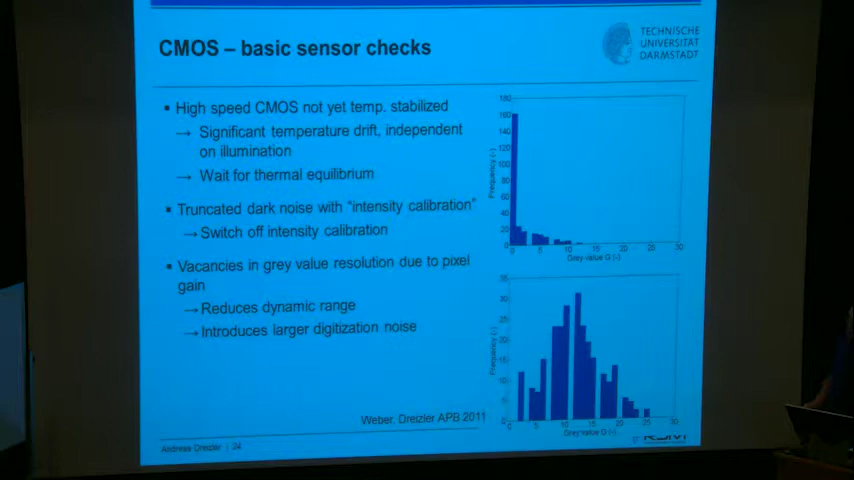 CMOS – basic sensor checks
TECHNISCHE
UNIVERSITÄT
DARMSTADT
▪ High speed CMOS not yet temp. stabilized
→ Significant temperature drift, independent
on illumination
→ Wait for thermal equilibrium
▪ Truncated dark noise with "intensity calibration"
→ Switch off intensity calibration
▪ Vacancies in grey value resolution due to pixel
gain
→ Reduces dynamic range
→ Introduces larger digitization noise
Weber, Dreizler APB 2011
Andreas Dreizler | 24
180
160
140
120
100
80
60
40
20
0
Frequency (-)
0 5 10 15 20 25 30
Grey value G (-)
35
30
25
20
15
10
5
0
Frequency (-)
0 5 10 15 20 25 30
Grey value G (-)